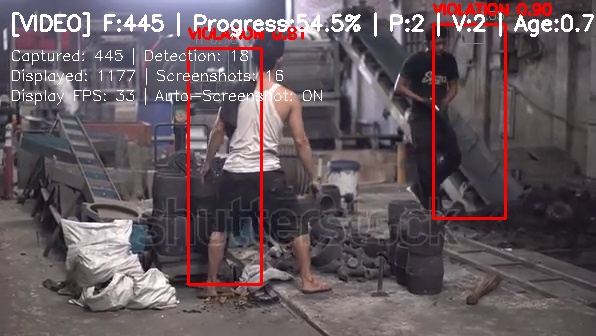 [VIDEO] F:445 | Progress:54.5% | P:2 | V:2 | Age:0.7
VIOLATION 0.81
VIOLATION 0.90
Captured: 445 | Detection: 18
Displayed: 1177 | Screenshots: 16
Display FPS: 33 | Auto-Screenshot: ON
shutterstock